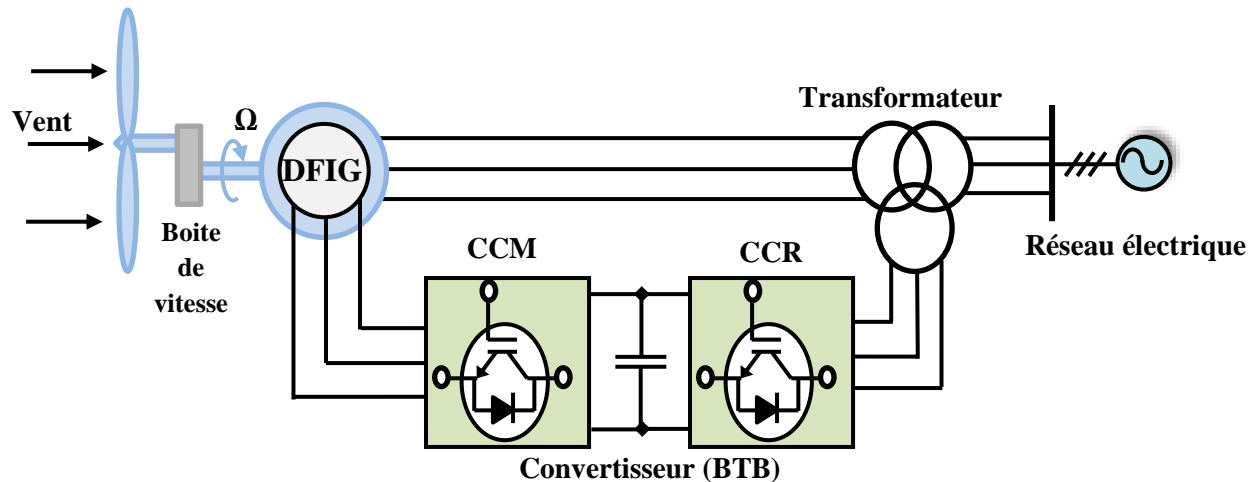 Vent
Ω
DFIG
Boite
de
vitesse
Transformateur
Réseau électrique
CCM
CCR
Convertisseur (BTB)